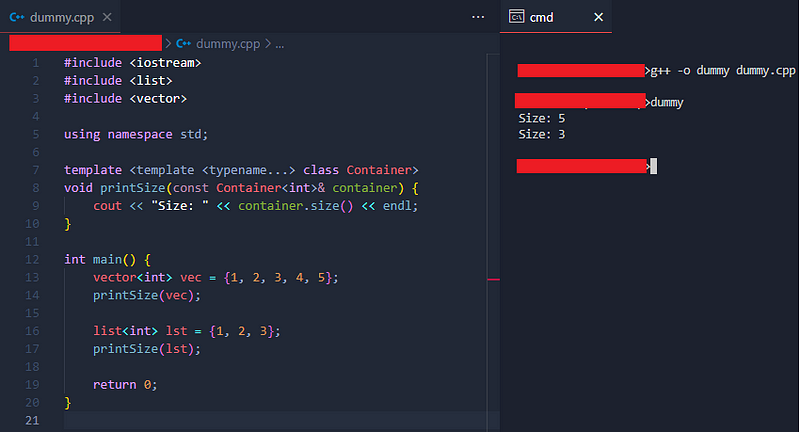 dummy.cpp
dummy.cpp > ...
1 #include <iostream>
2 #include <list>
3 #include <vector>
4
5 using namespace std;
6
7 template <template <typename...> class Container>
8 void printSize(const Container<int>& container) {
9     cout << "Size: " << container.size() << endl;
10 }
11
12 int main() {
13     vector<int> vec = {1, 2, 3, 4, 5};
14     printSize(vec);
15
16     list<int> lst = {1, 2, 3};
17     printSize(lst);
18
19     return 0;
20 }
21
cmd
>g++ -o dummy dummy.cpp
>dummy
Size: 5
Size: 3
>